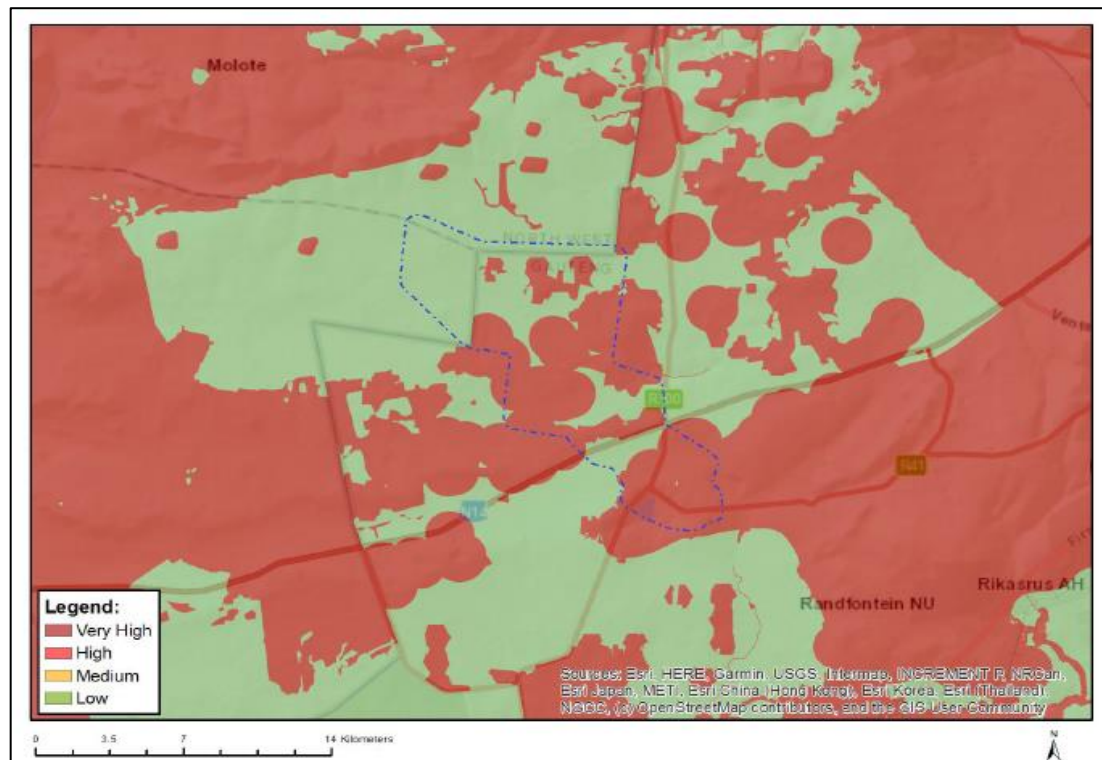 Molote
NORTH WEST
GAUTENG
R500
N14
R41
Rikasrus AH
Randfontein NU
Legend:
Very High
High
Medium
Low
Sources: Esri, HERE, Garmin, USGS, Intermap, INCREMENT P, NRCan,
Esri Japan, METI, Esri China (Hong Kong), Esri Korea, Esri (Thailand),
NGCC, (c) OpenStreetMap contributors, and the GIS User Community
0 3.5 7 14 Kilometers
N